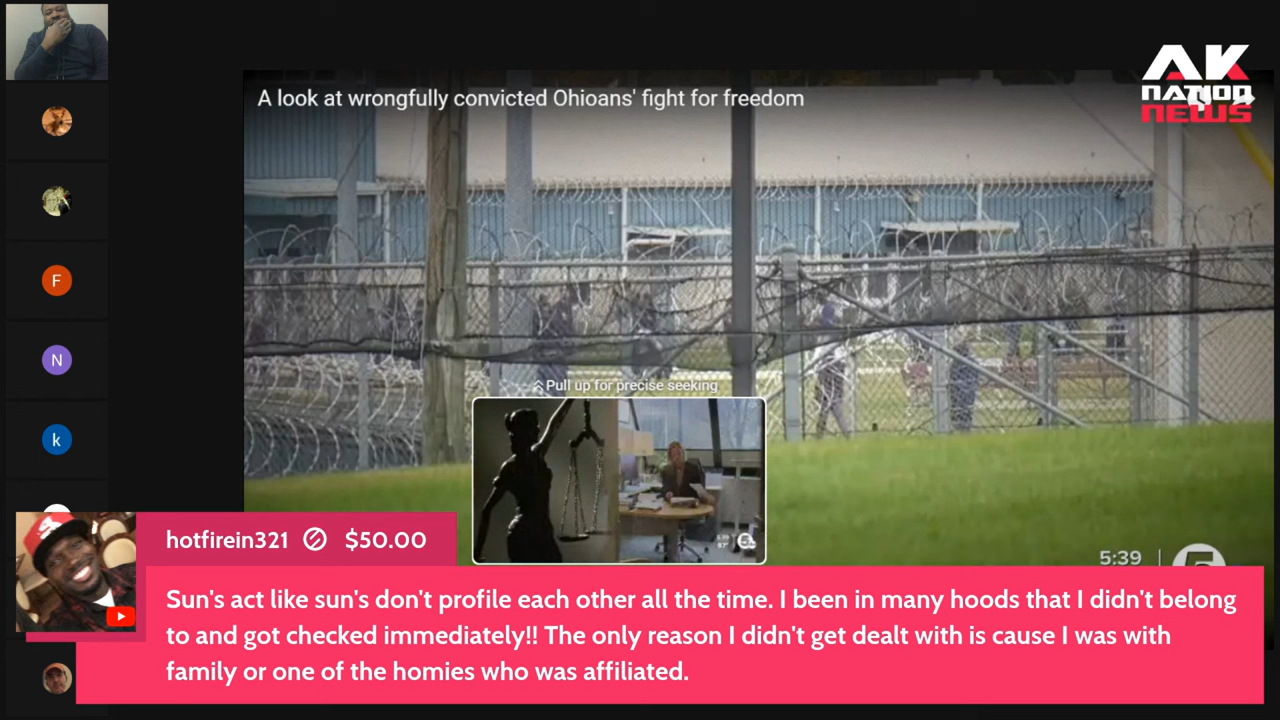 AK
NATION
NEWS
A look at wrongfully convicted Ohioans' fight for freedom
F
N
k
Pull up for precise seeking
5:39
5
hotfirein321 $50.00
Sun's act like sun's don't profile each other all the time. I been in many hoods that I didn't belong
to and got checked immediately!! The only reason I didn't get dealt with is cause I was with
family or one of the homies who was affiliated.